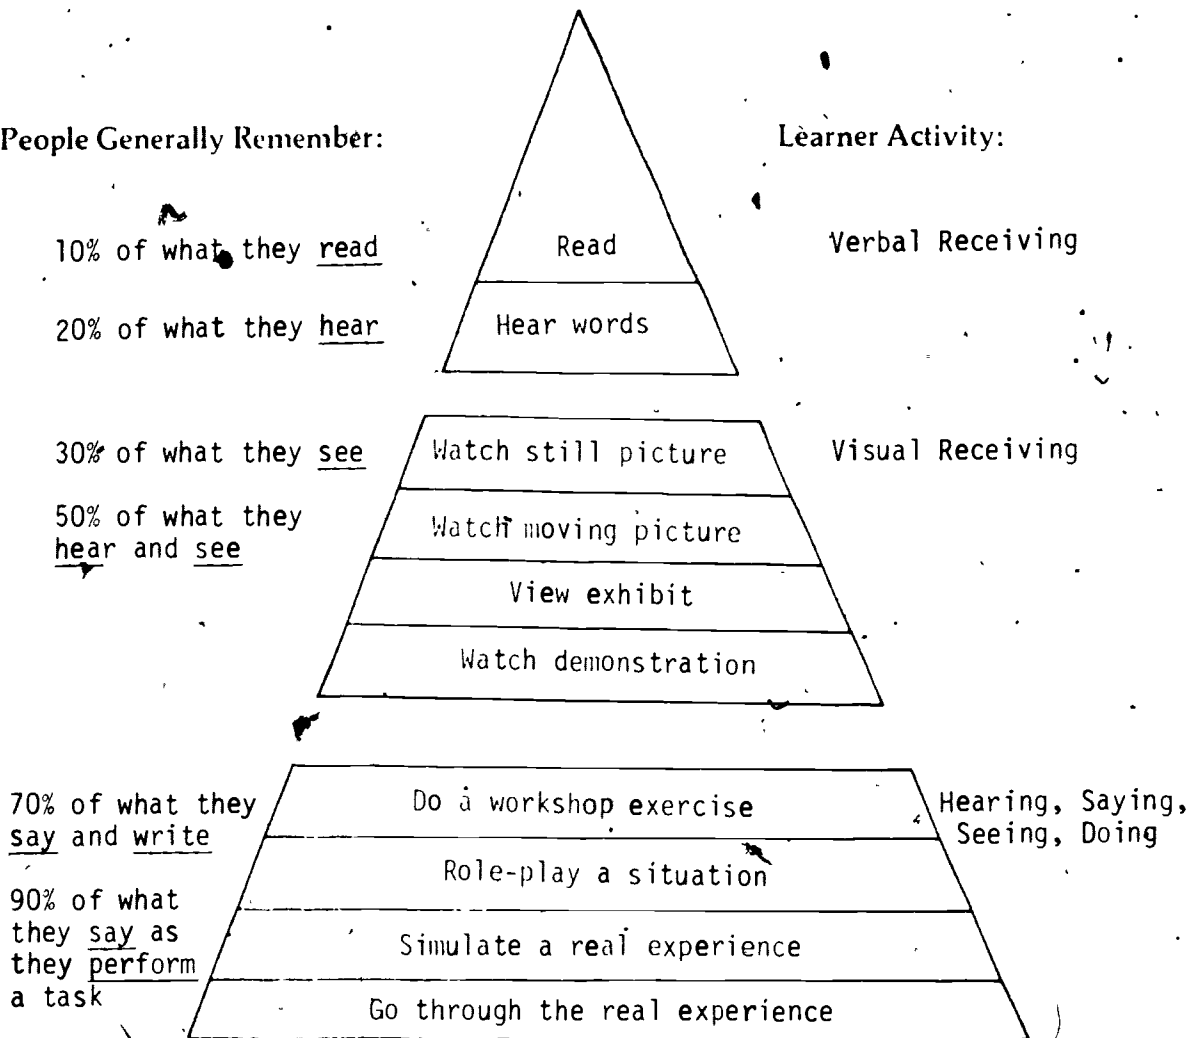 People Generally Remember:
Learner Activity:
10% of what they read
Read
Verbal Receiving
20% of what they hear
Hear words
30% of what they see
Watch still picture
Visual Receiving
50% of what they
hear and see
Watch moving picture
View exhibit
Watch demonstration
70% of what they
say and write
Do a workshop exercise
Hearing, Saying,
Seeing, Doing
Role-play a situation
90% of what
they say as
they perform
a task
Simulate a real experience
Go through the real experience